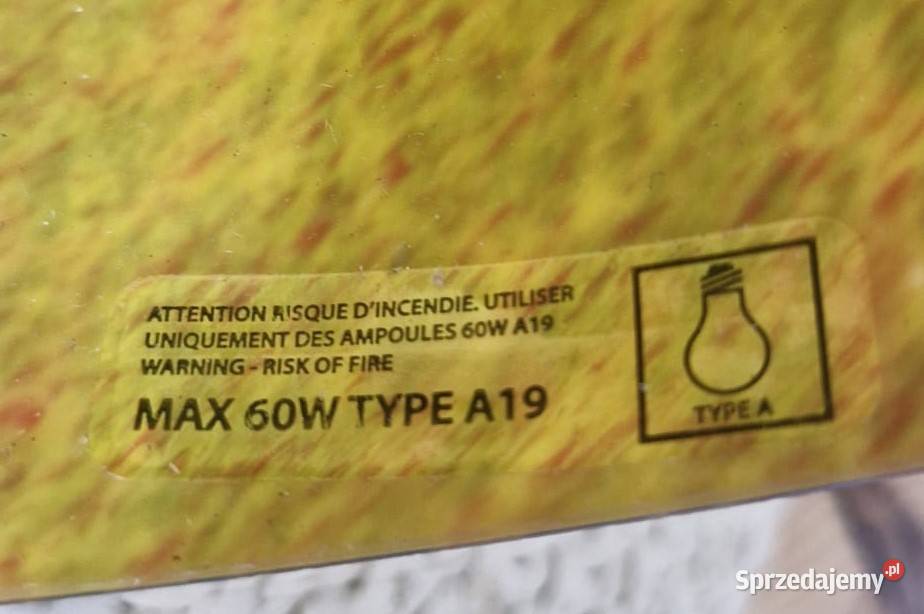 ATTENTION RISQUE D'INCENDIE. UTILISER
UNIQUEMENT DES AMPOULES 60W A19
WARNING - RISK OF FIRE
MAX 60W TYPE A19
TYPE A
Sprzedajemy.pl